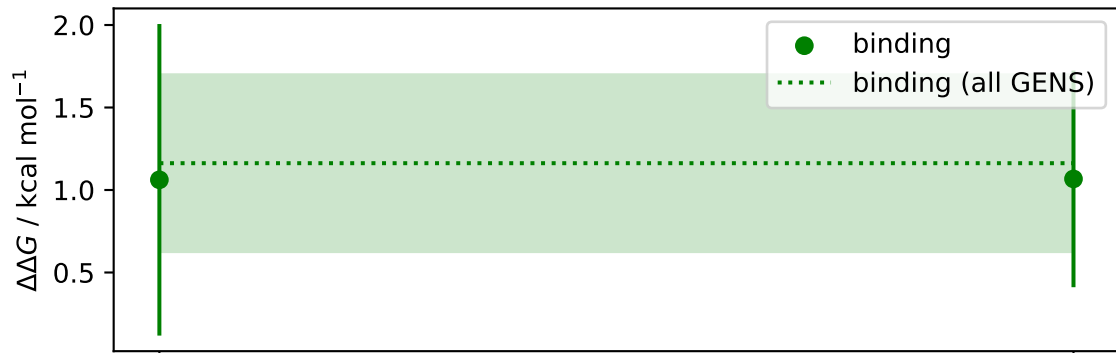 2.0
1.5
1.0
0.5
ΔΔG / kcal mol⁻¹
binding
binding (all GENS)